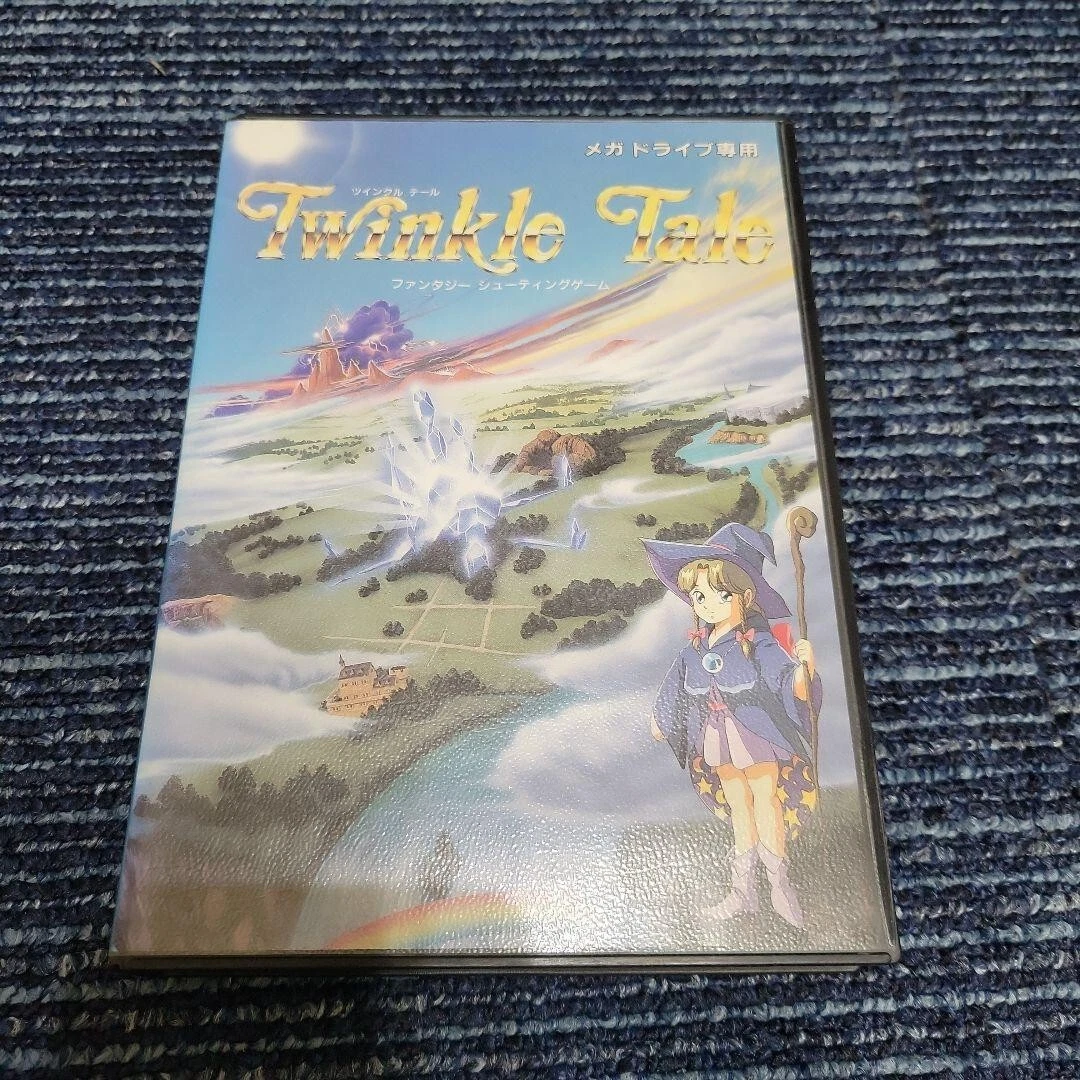 メガドライブ専用
ツインクル テール
Twinkle Tale
ファンタジー シューティングゲーム